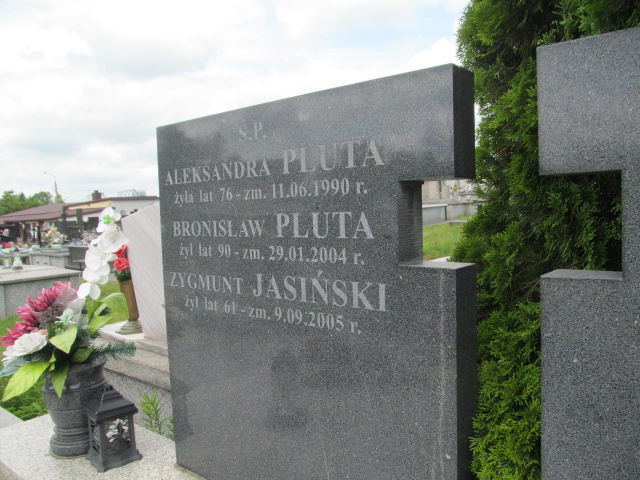 Ś.P.
ALEKSANDRA PLUTA
żyła lat 76 - zm. 11.06.1990 r.
BRONISŁAW PLUTA
żył lat 90 - zm. 29.01.2004 r.
ZYGMUNT JASIŃSKI
żył lat 61 - zm. 9.09.2005 r.